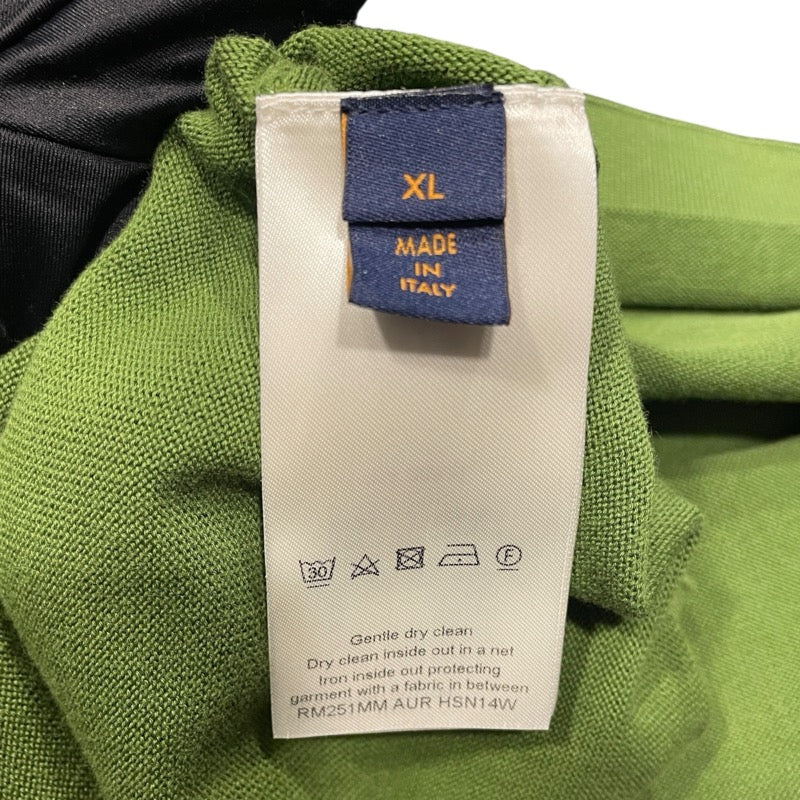 XL
MADE
IN
ITALY
30
F
Gentle dry clean
Dry clean inside out in a net
Iron inside out protecting
garment with a fabric in between
RM251MM AUR HSN14W